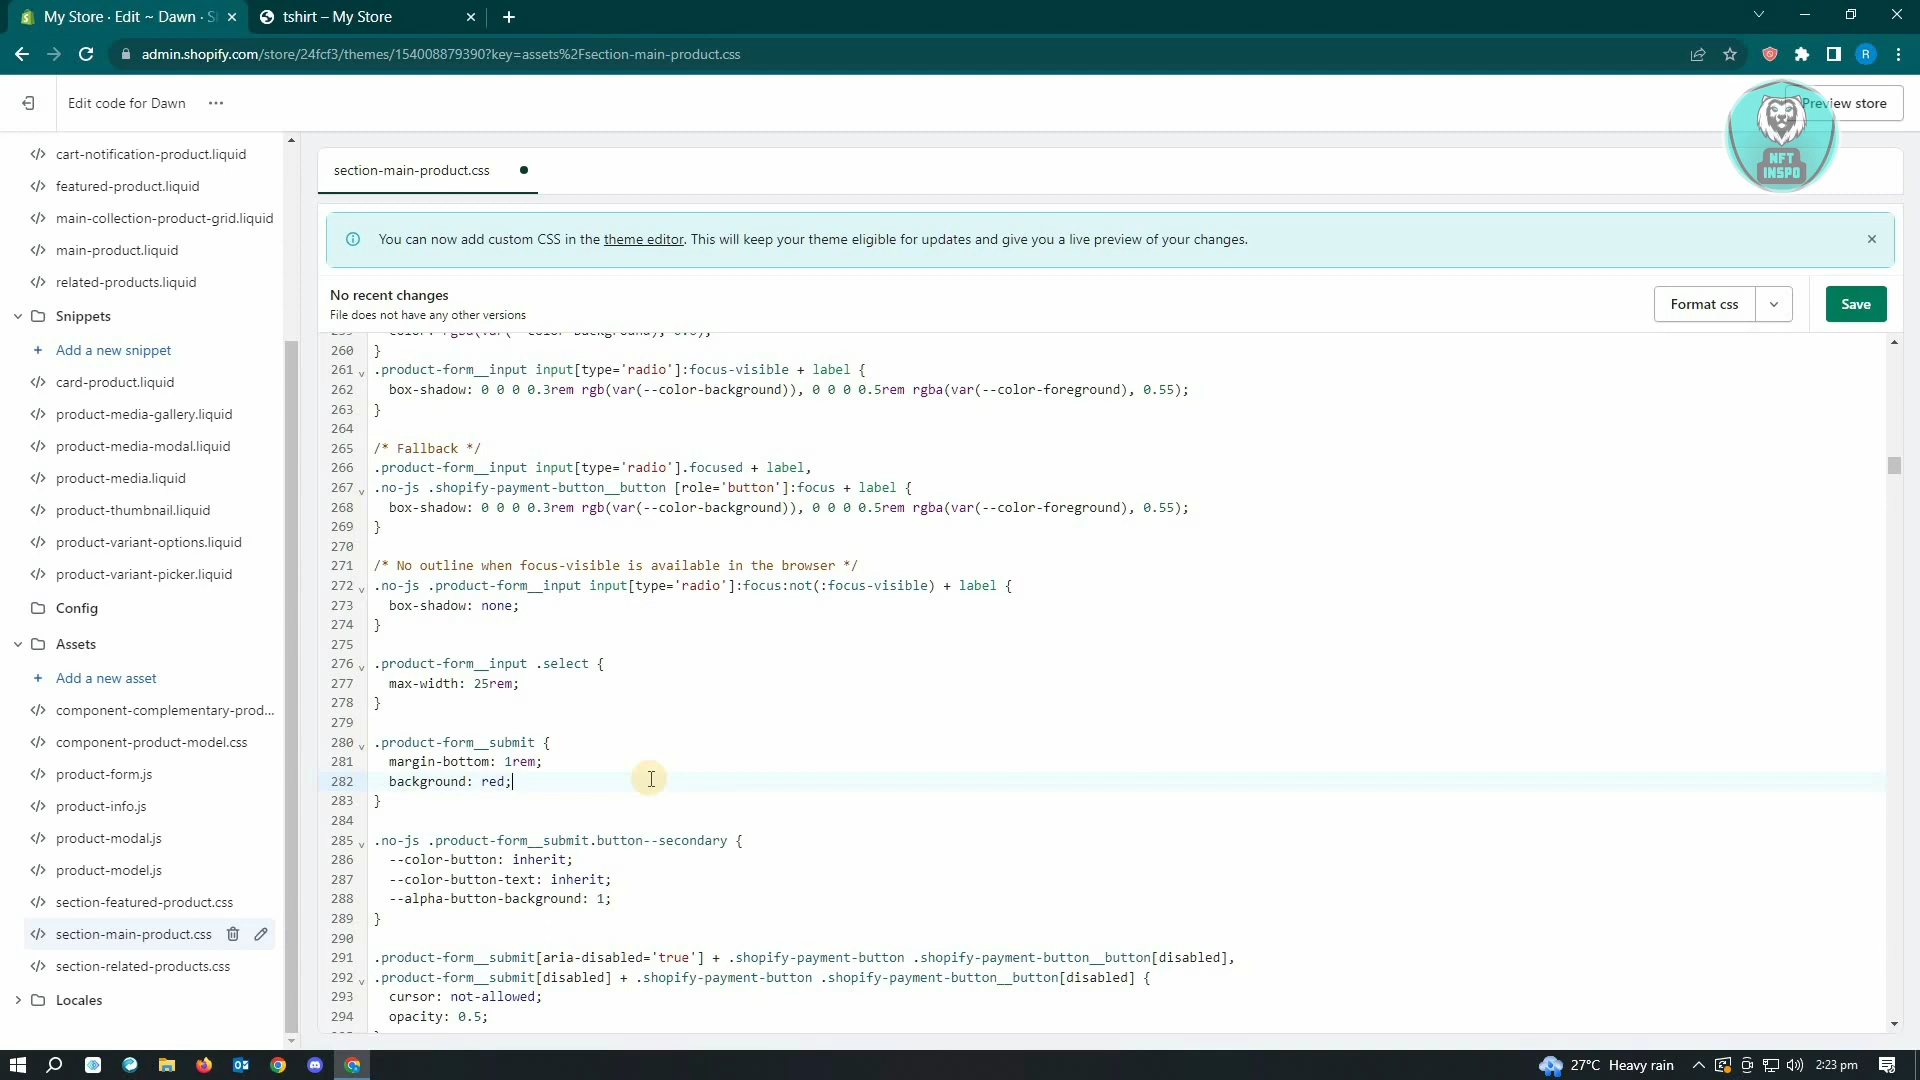 My Store · Edit ~ Dawn · S
tshirt – My Store
admin.shopify.com/store/24fcf3/themes/154008879390?key=assets%2Fsection-main-product.css
R
Edit code for Dawn
Preview store
NFT
INSPO
cart-notification-product.liquid
featured-product.liquid
main-collection-product-grid.liquid
main-product.liquid
related-products.liquid
Snippets
+ Add a new snippet
card-product.liquid
product-media-gallery.liquid
product-media-modal.liquid
product-media.liquid
product-thumbnail.liquid
product-variant-options.liquid
product-variant-picker.liquid
Config
Assets
+ Add a new asset
component-complementary-prod...
component-product-model.css
product-form.js
product-info.js
product-modal.js
product-model.js
section-featured-product.css
section-main-product.css
section-related-products.css
Locales
section-main-product.css
You can now add custom CSS in the theme editor. This will keep your theme eligible for updates and give you a live preview of your changes.
No recent changes
File does not have any other versions
Format css
Save
259 color: rgba(var(--color-background), 0.6);
260 }
261 .product-form__input input[type='radio']:focus-visible + label {
262 box-shadow: 0 0 0 0.3rem rgb(var(--color-background)), 0 0 0 0.5rem rgba(var(--color-foreground), 0.55);
263 }
264
265 /* Fallback */
266 .product-form__input input[type='radio'].focused + label,
267 .no-js .shopify-payment-button__button [role='button']:focus + label {
268 box-shadow: 0 0 0 0.3rem rgb(var(--color-background)), 0 0 0 0.5rem rgba(var(--color-foreground), 0.55);
269 }
270
271 /* No outline when focus-visible is available in the browser */
272 .no-js .product-form__input input[type='radio']:focus:not(:focus-visible) + label {
273 box-shadow: none;
274 }
275
276 .product-form__input .select {
277 max-width: 25rem;
278 }
279
280 .product-form__submit {
281 margin-bottom: 1rem;
282 background: red;
283 }
284
285 .no-js .product-form__submit.button--secondary {
286 --color-button: inherit;
287 --color-button-text: inherit;
288 --alpha-button-background: 1;
289 }
290
291 .product-form__submit[aria-disabled='true'] + .shopify-payment-button .shopify-payment-button__button[disabled],
292 .product-form__submit[disabled] + .shopify-payment-button .shopify-payment-button__button[disabled] {
293 cursor: not-allowed;
294 opacity: 0.5;
27°C Heavy rain
2:23 pm